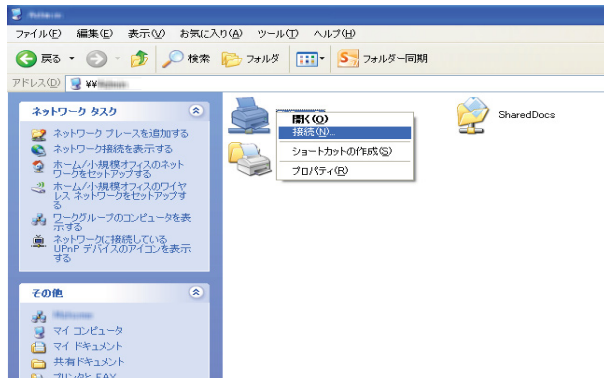 ファイル(F) 編集(E) 表示(V) お気に入り(A) ツール(T) ヘルプ(H)
戻る 検索 フォルダ フォルダー同期
アドレス(D) ¥¥
ネットワーク タスク
ネットワーク プレースを追加する
ネットワーク接続を表示する
ホーム/小規模オフィスのネット
ワークをセットアップする
ホーム/小規模オフィスのワイヤ
レス ネットワークをセットアップす
る
ワークグループのコンピュータを表
示する
ネットワークに接続している
UPnP デバイスのアイコンを表示
する
その他
マイ コンピュータ
マイ ドキュメント
共有ドキュメント
プリンタと FAX
開く(O)
接続(N)...
ショートカットの作成(S)
プロパティ(R)
SharedDocs